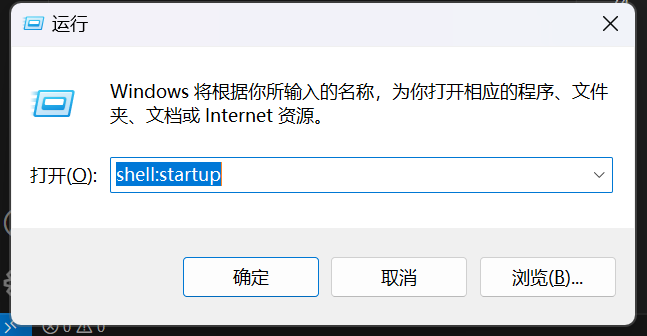 运行
Windows 将根据你所输入的名称，为你打开相应的程序、文件
夹、文档或 Internet 资源。
打开(O): shell:startup
确定 取消 浏览(B)...
0 0